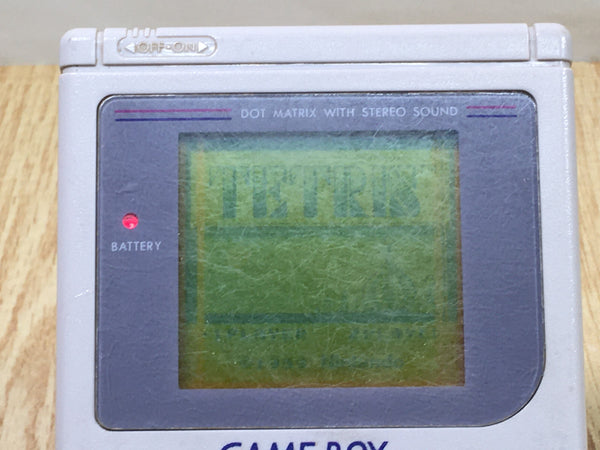 OFF•ON
DOT MATRIX WITH STEREO SOUND
TETRIS
BATTERY
GAME BOY